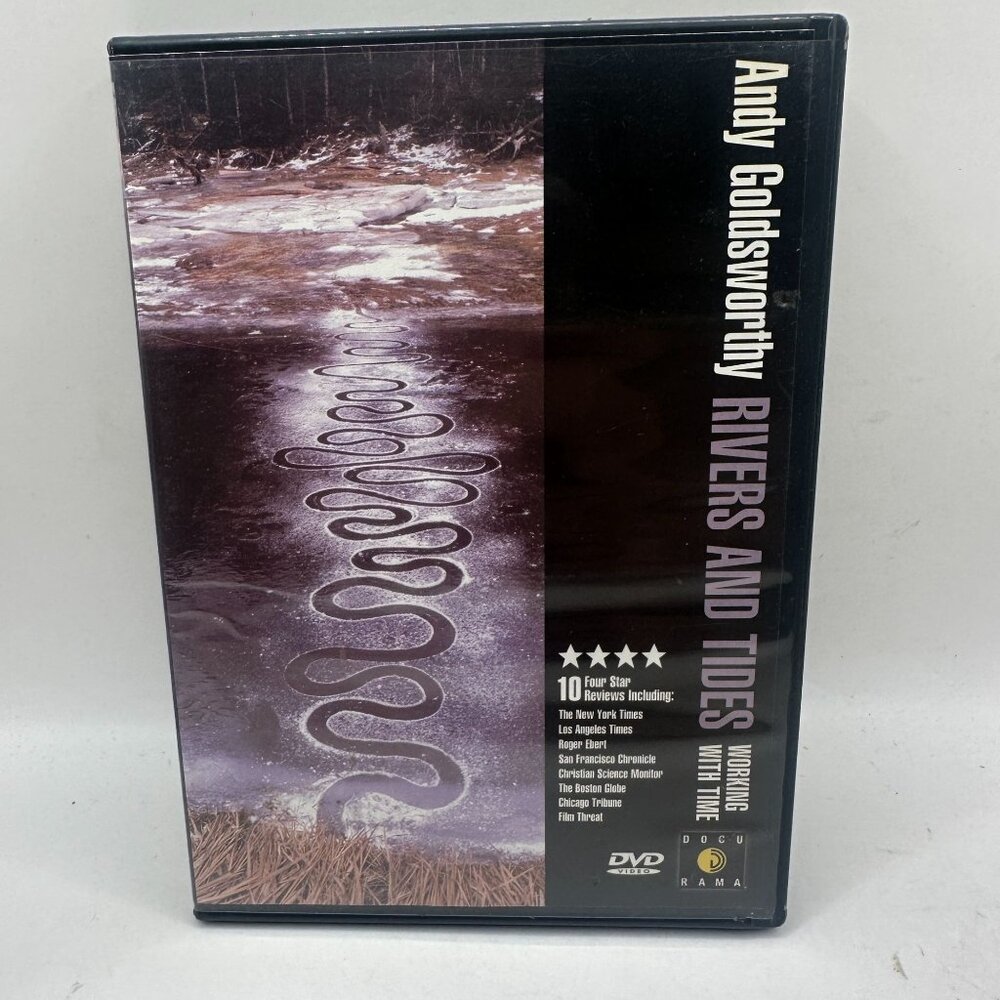 Andy Goldsworthy RIVERS AND TIDES
WORKING
WITH TIME
10 Four Star
Reviews Including:
The New York Times
Los Angeles Times
Roger Ebert
San Francisco Chronicle
Christian Science Monitor
The Boston Globe
Chicago Tribune
Film Threat
DVD
VIDEO
DOCU
D
RAMA